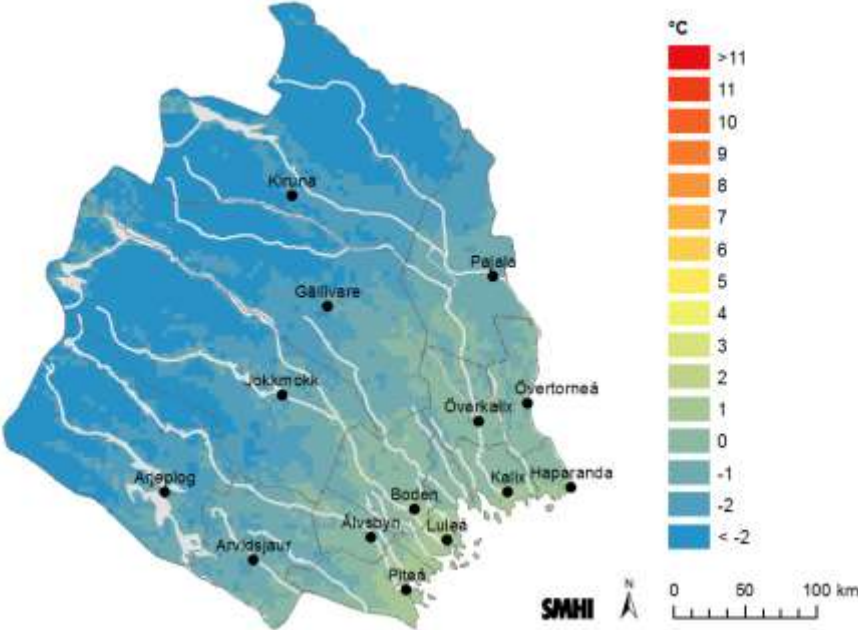 °C
>11
11
10
9
8
7
6
5
4
3
2
1
0
-1
-2
< -2
Kiruna
Pajala
Gällivare
Jokkmokk
Övertorneå
Överkalix
Arjeplog
Kalix
Haparanda
Boden
Älvsbyn
Luleå
Arvidsjaur
Piteå
SMHI
N
0 50 100 km